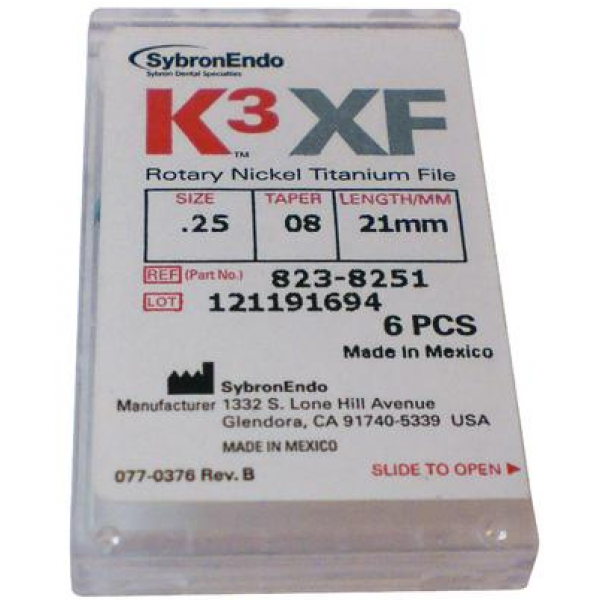 SybronEndo
Sybron Dental Specialties
K3™ XF
Rotary Nickel Titanium File
SIZE TAPER LENGTH/MM
.25 08 21mm
REF (Part No.) 823-8251
LOT 121191694
6 PCS
Made In Mexico
SybronEndo
Manufacturer 1332 S. Lone Hill Avenue
Glendora, CA 91740-5339 USA
MADE IN MEXICO
077-0376 Rev. B SLIDE TO OPEN ▶